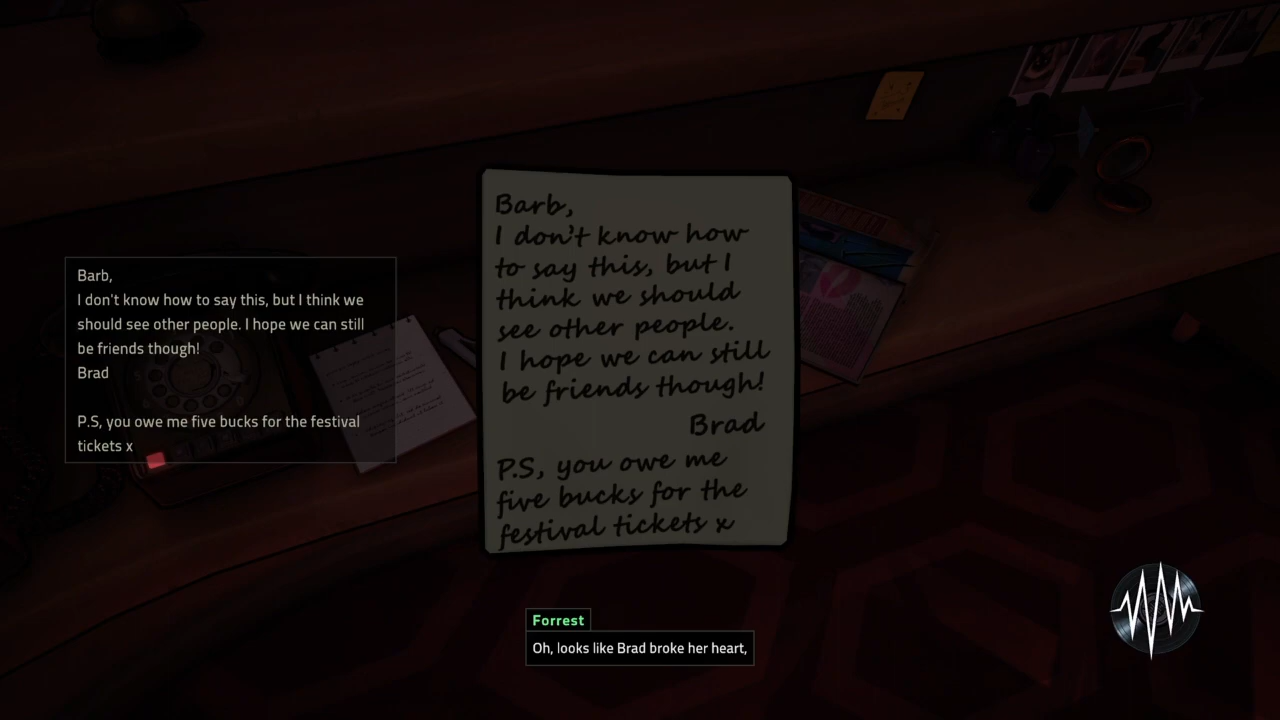 Barb,
I don't know how to say this, but I think we
should see other people. I hope we can still
be friends though!
Brad
P.S, you owe me five bucks for the festival
tickets x
Barb,
I don't know how
to say this, but I
think we should
see other people.
I hope we can still
be friends though!
Brad
P.S, you owe me
five bucks for the
festival tickets x
Forrest
Oh, looks like Brad broke her heart,